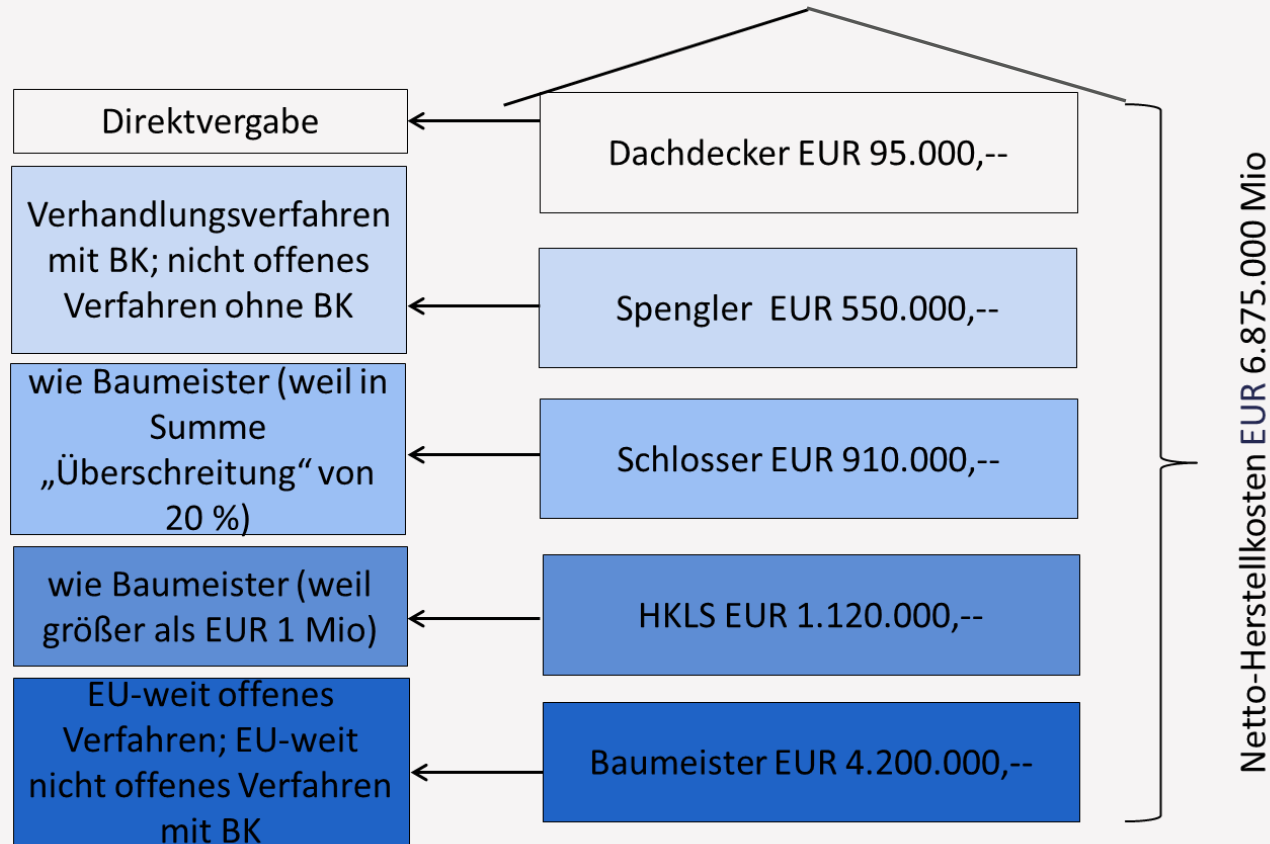 Direktvergabe
Dachdecker EUR 95.000,--
Verhandlungsverfahren
mit BK; nicht offenes
Verfahren ohne BK
Spengler  EUR 550.000,--
wie Baumeister (weil in
Summe
„Überschreitung“ von
20 %)
Schlosser EUR 910.000,--
wie Baumeister (weil
größer als EUR 1 Mio)
HKLS EUR 1.120.000,--
EU-weit offenes
Verfahren; EU-weit
nicht offenes Verfahren
mit BK
Baumeister EUR 4.200.000,--
Netto-Herstellkosten EUR 6.875.000 Mio